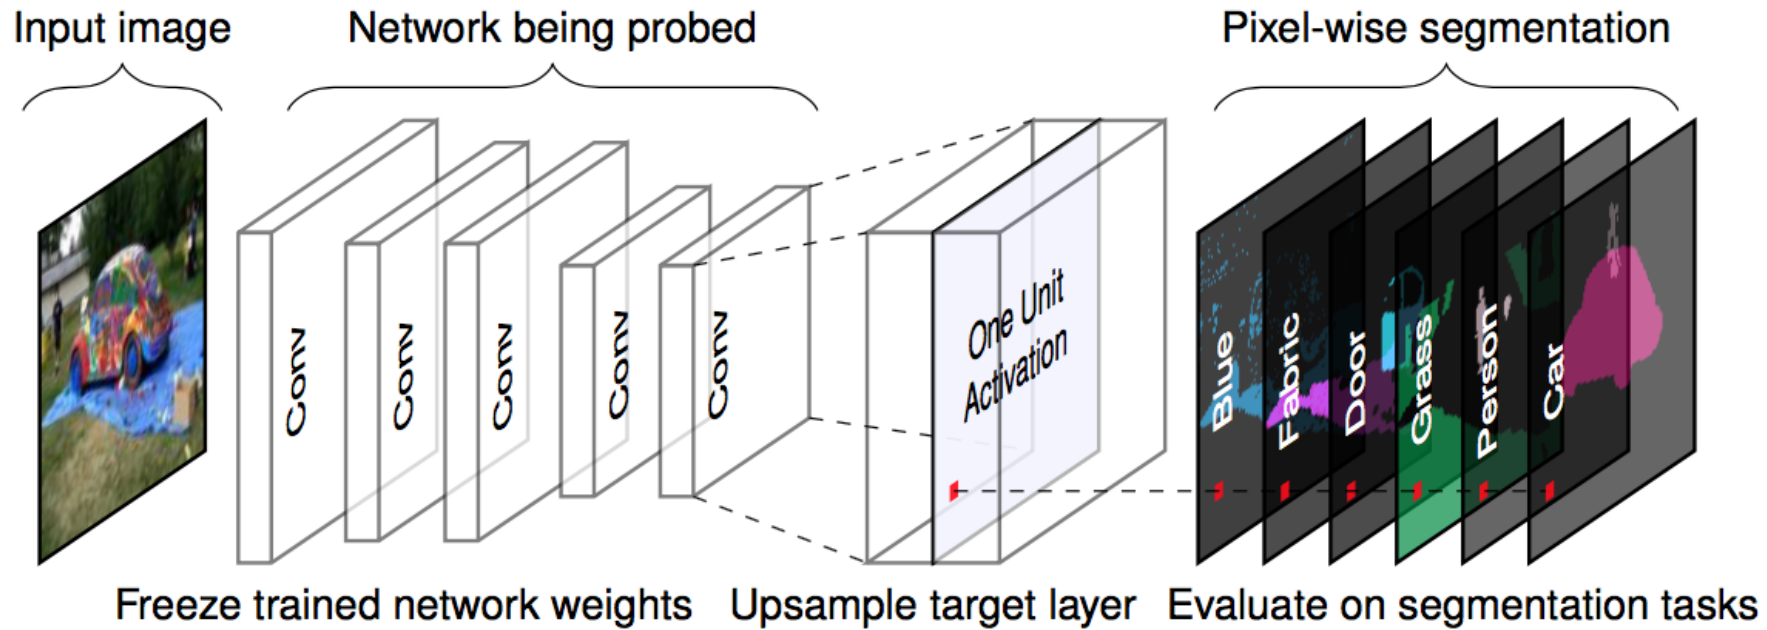 Input image
Network being probed
Pixel-wise segmentation
Conv
Conv
Conv
Conv
Conv
One Unit
Activation
Blue
Fabric
Door
Grass
Person
Car
Freeze trained network weights
Upsample target layer
Evaluate on segmentation tasks